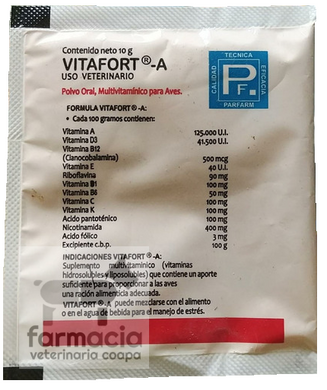 Contenido neto 10 g
VITAFORT®-A
USO VETERINARIO
Polvo Oral, Multivitamínico para Aves.
TECNICA
CALIDAD
EFICACIA
PF.
PARFARM
FORMULA VITAFORT®-A:
• Cada 100 gramos contienen:
Vitamina A 125.000 U.I.
Vitamina D3 41.500 U.I.
Vitamina B12
(Cianocobalamina) 500 mcg
Vitamina E 40 U.I.
Riboflavina 90 mg
Vitamina B1 100 mg
Vitamina B6 50 mg
Vitamina C 100 mg
Vitamina K 100 mg
Acido pantoténico 100 mg
Nicotinamida 400 mg
Acido fólico 3 mg
Excipiente c.b.p. 100 g
INDICACIONES VITAFORT®-A:
Suplemento multivitamínico (vitaminas
hidrosolubles y liposolubles) que contiene un aporte
suficiente para proporcionar a las aves
una ración alimenticia adecuada.
VITAFORT®-A puede mezclarse con el alimento
o en el agua de bebida para el manejo de estrés.
farmacia
veterinaria coapa